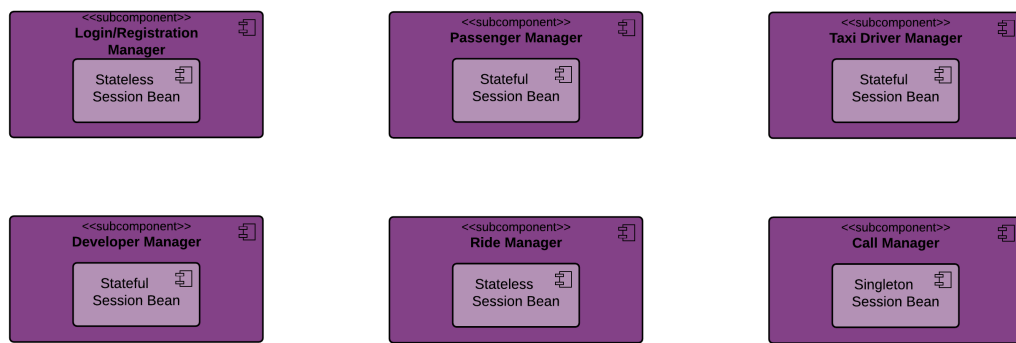 <<subcomponent>>
Login/Registration
Manager
Stateless
Session Bean
<<subcomponent>>
Passenger Manager
Stateful
Session Bean
<<subcomponent>>
Taxi Driver Manager
Stateful
Session Bean
<<subcomponent>>
Developer Manager
Stateful
Session Bean
<<subcomponent>>
Ride Manager
Stateless
Session Bean
<<subcomponent>>
Call Manager
Singleton
Session Bean